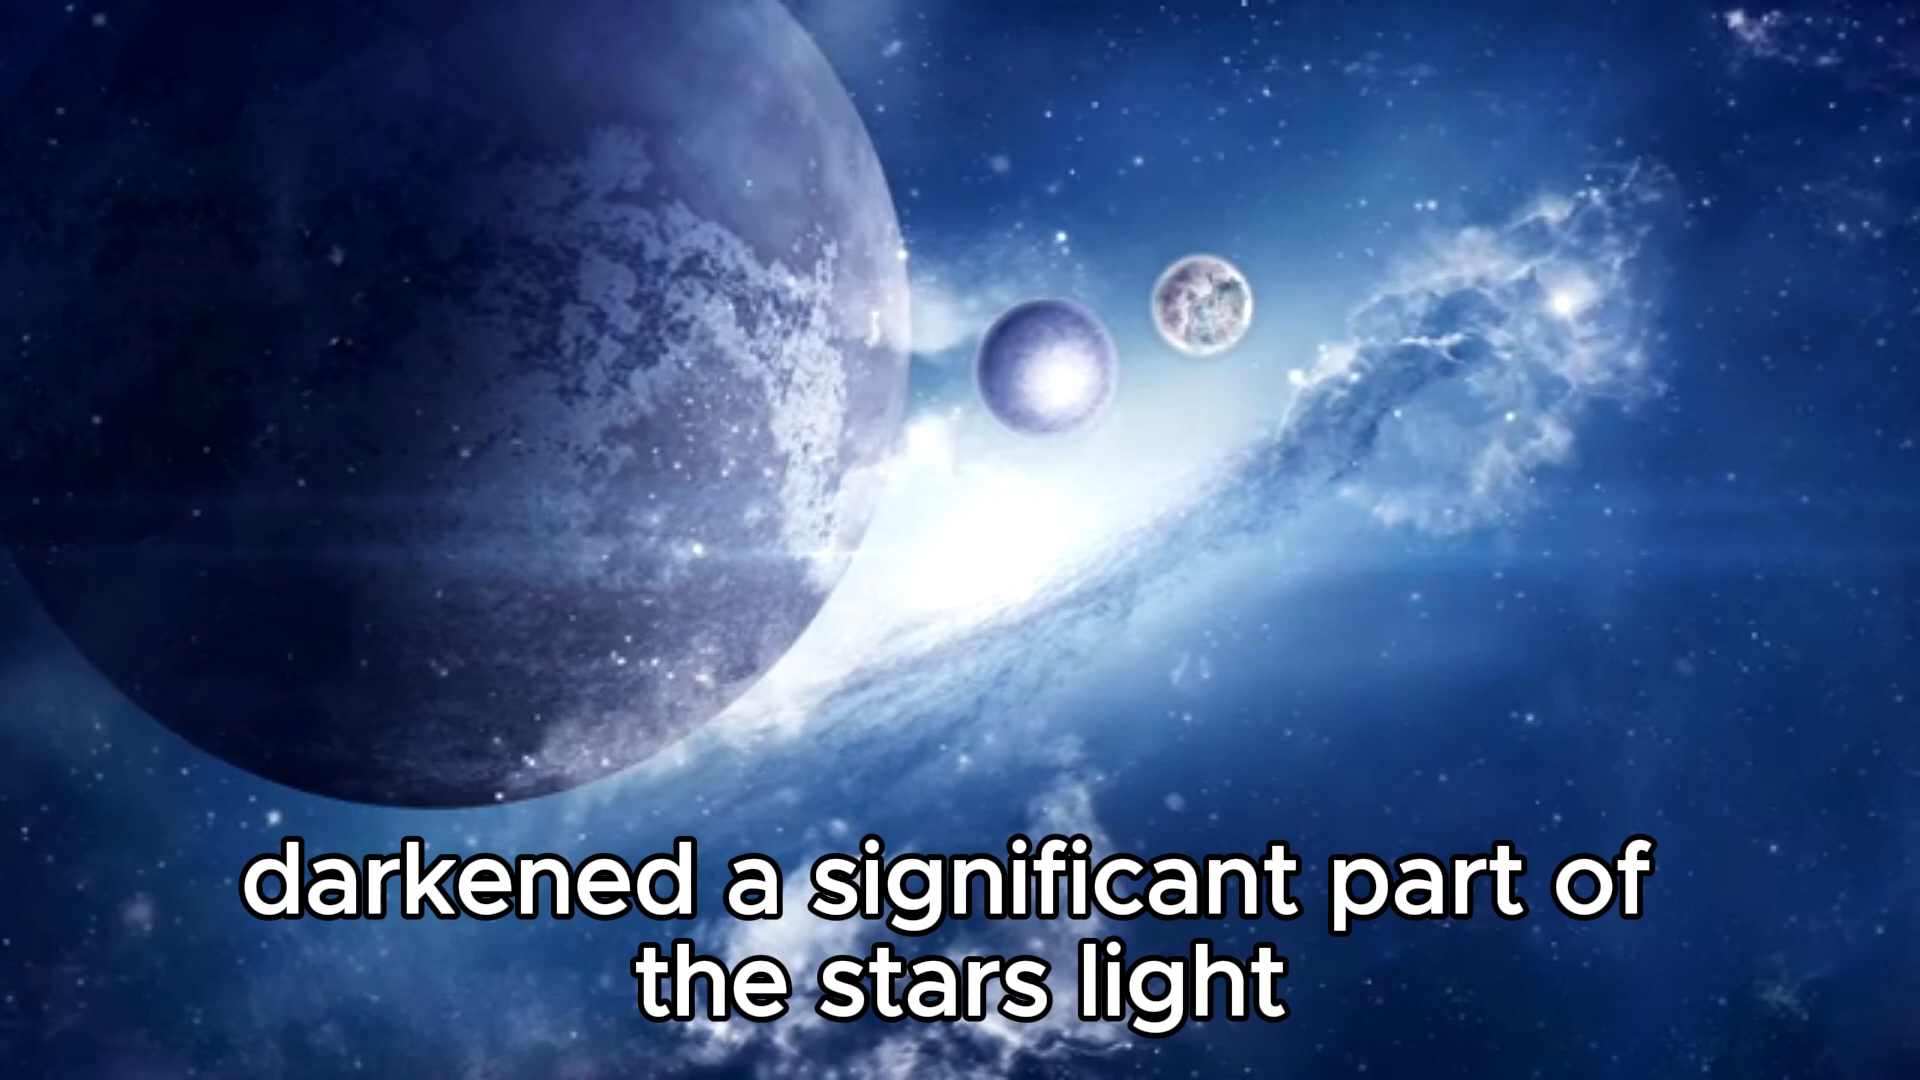 darkened a significant part of
the stars light